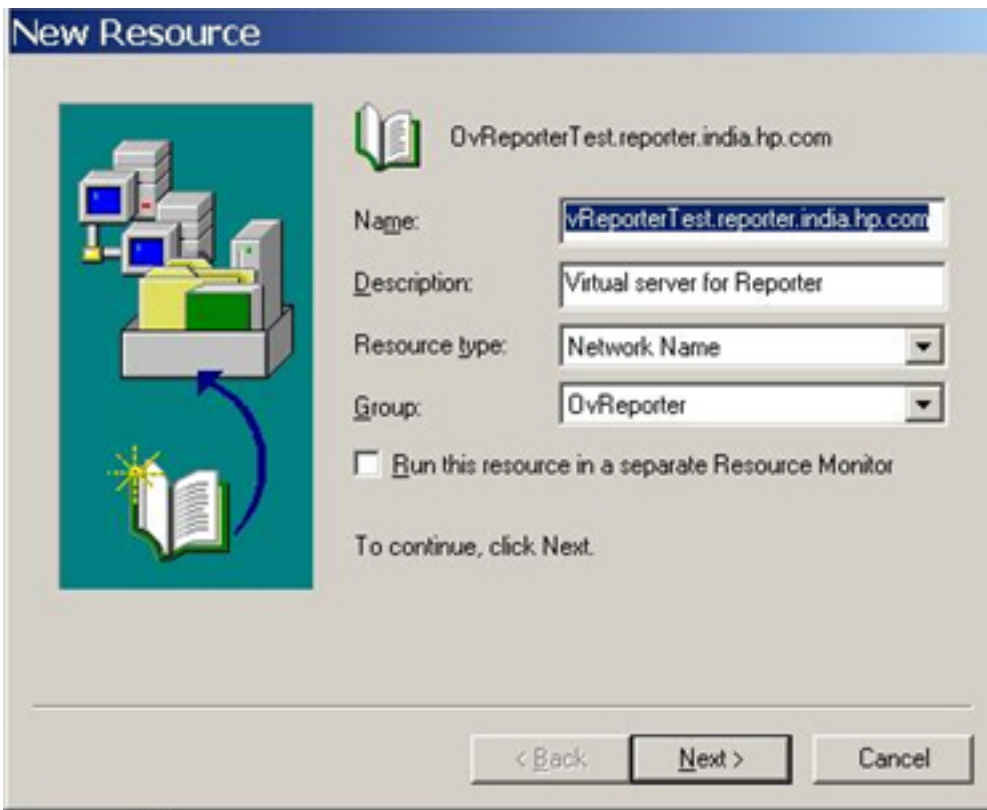 New Resource
OvReporterTest.reporter.india.hp.com
Name: vReporterTest.reporter.india.hp.com
Description: Virtual server for Reporter
Resource type: Network Name
Group: OvReporter
Run this resource in a separate Resource Monitor
To continue, click Next.
< Back Next > Cancel